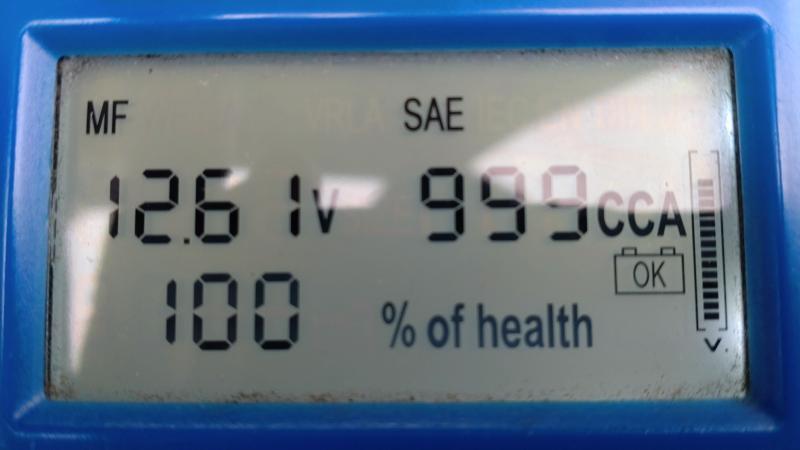 MF SAE
12.61V 999CCA
OK
100 % of health